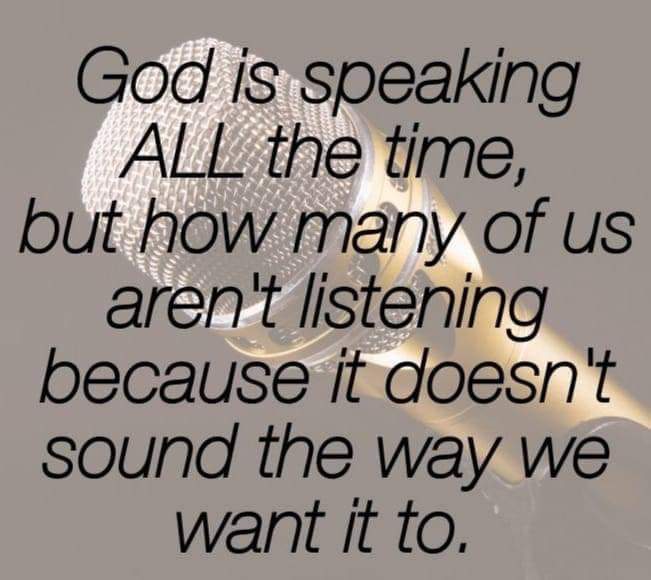 God is speaking
ALL the time,
but how many of us
aren't listening
because it doesn't
sound the way we
want it to.